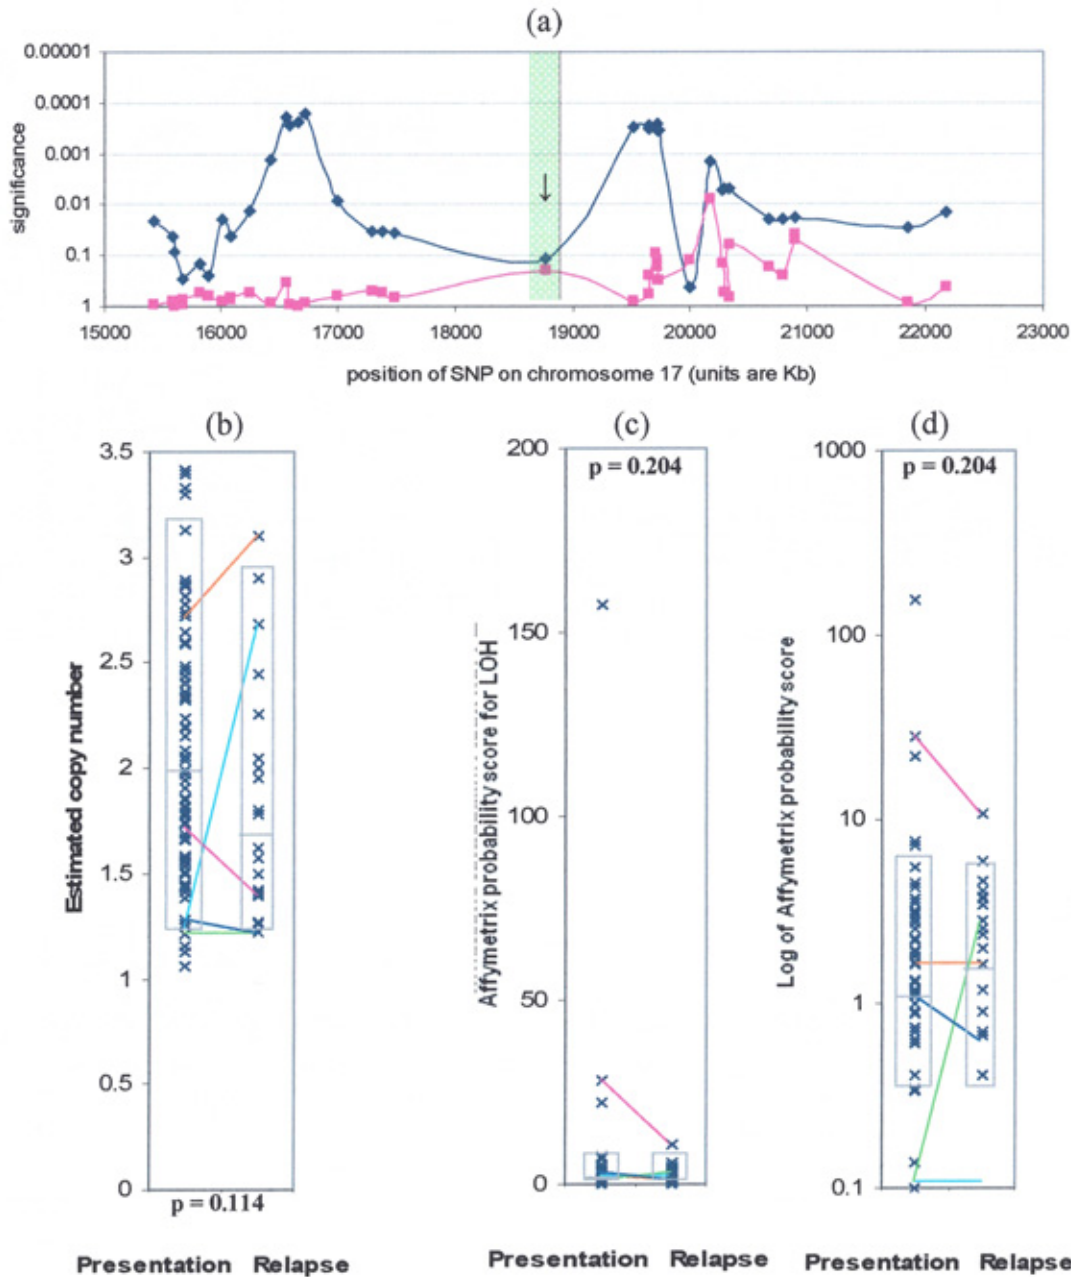 (a)
0.00001
0.0001
0.001
0.01
0.1
1
significance
15000 16000 17000 18000 19000 20000 21000 22000 23000
position of SNP on chromosome 17 (units are Kb)
(b)
3.5
3
2.5
2
1.5
1
0.5
0
Estimated copy number
p = 0.114
Presentation Relapse
(c)
200
150
100
50
0
p = 0.204
Affymetrix probability score for LOH
Presentation Relapse
(d)
1000
100
10
1
0.1
p = 0.204
Log of Affymetrix probability score
Presentation Relapse